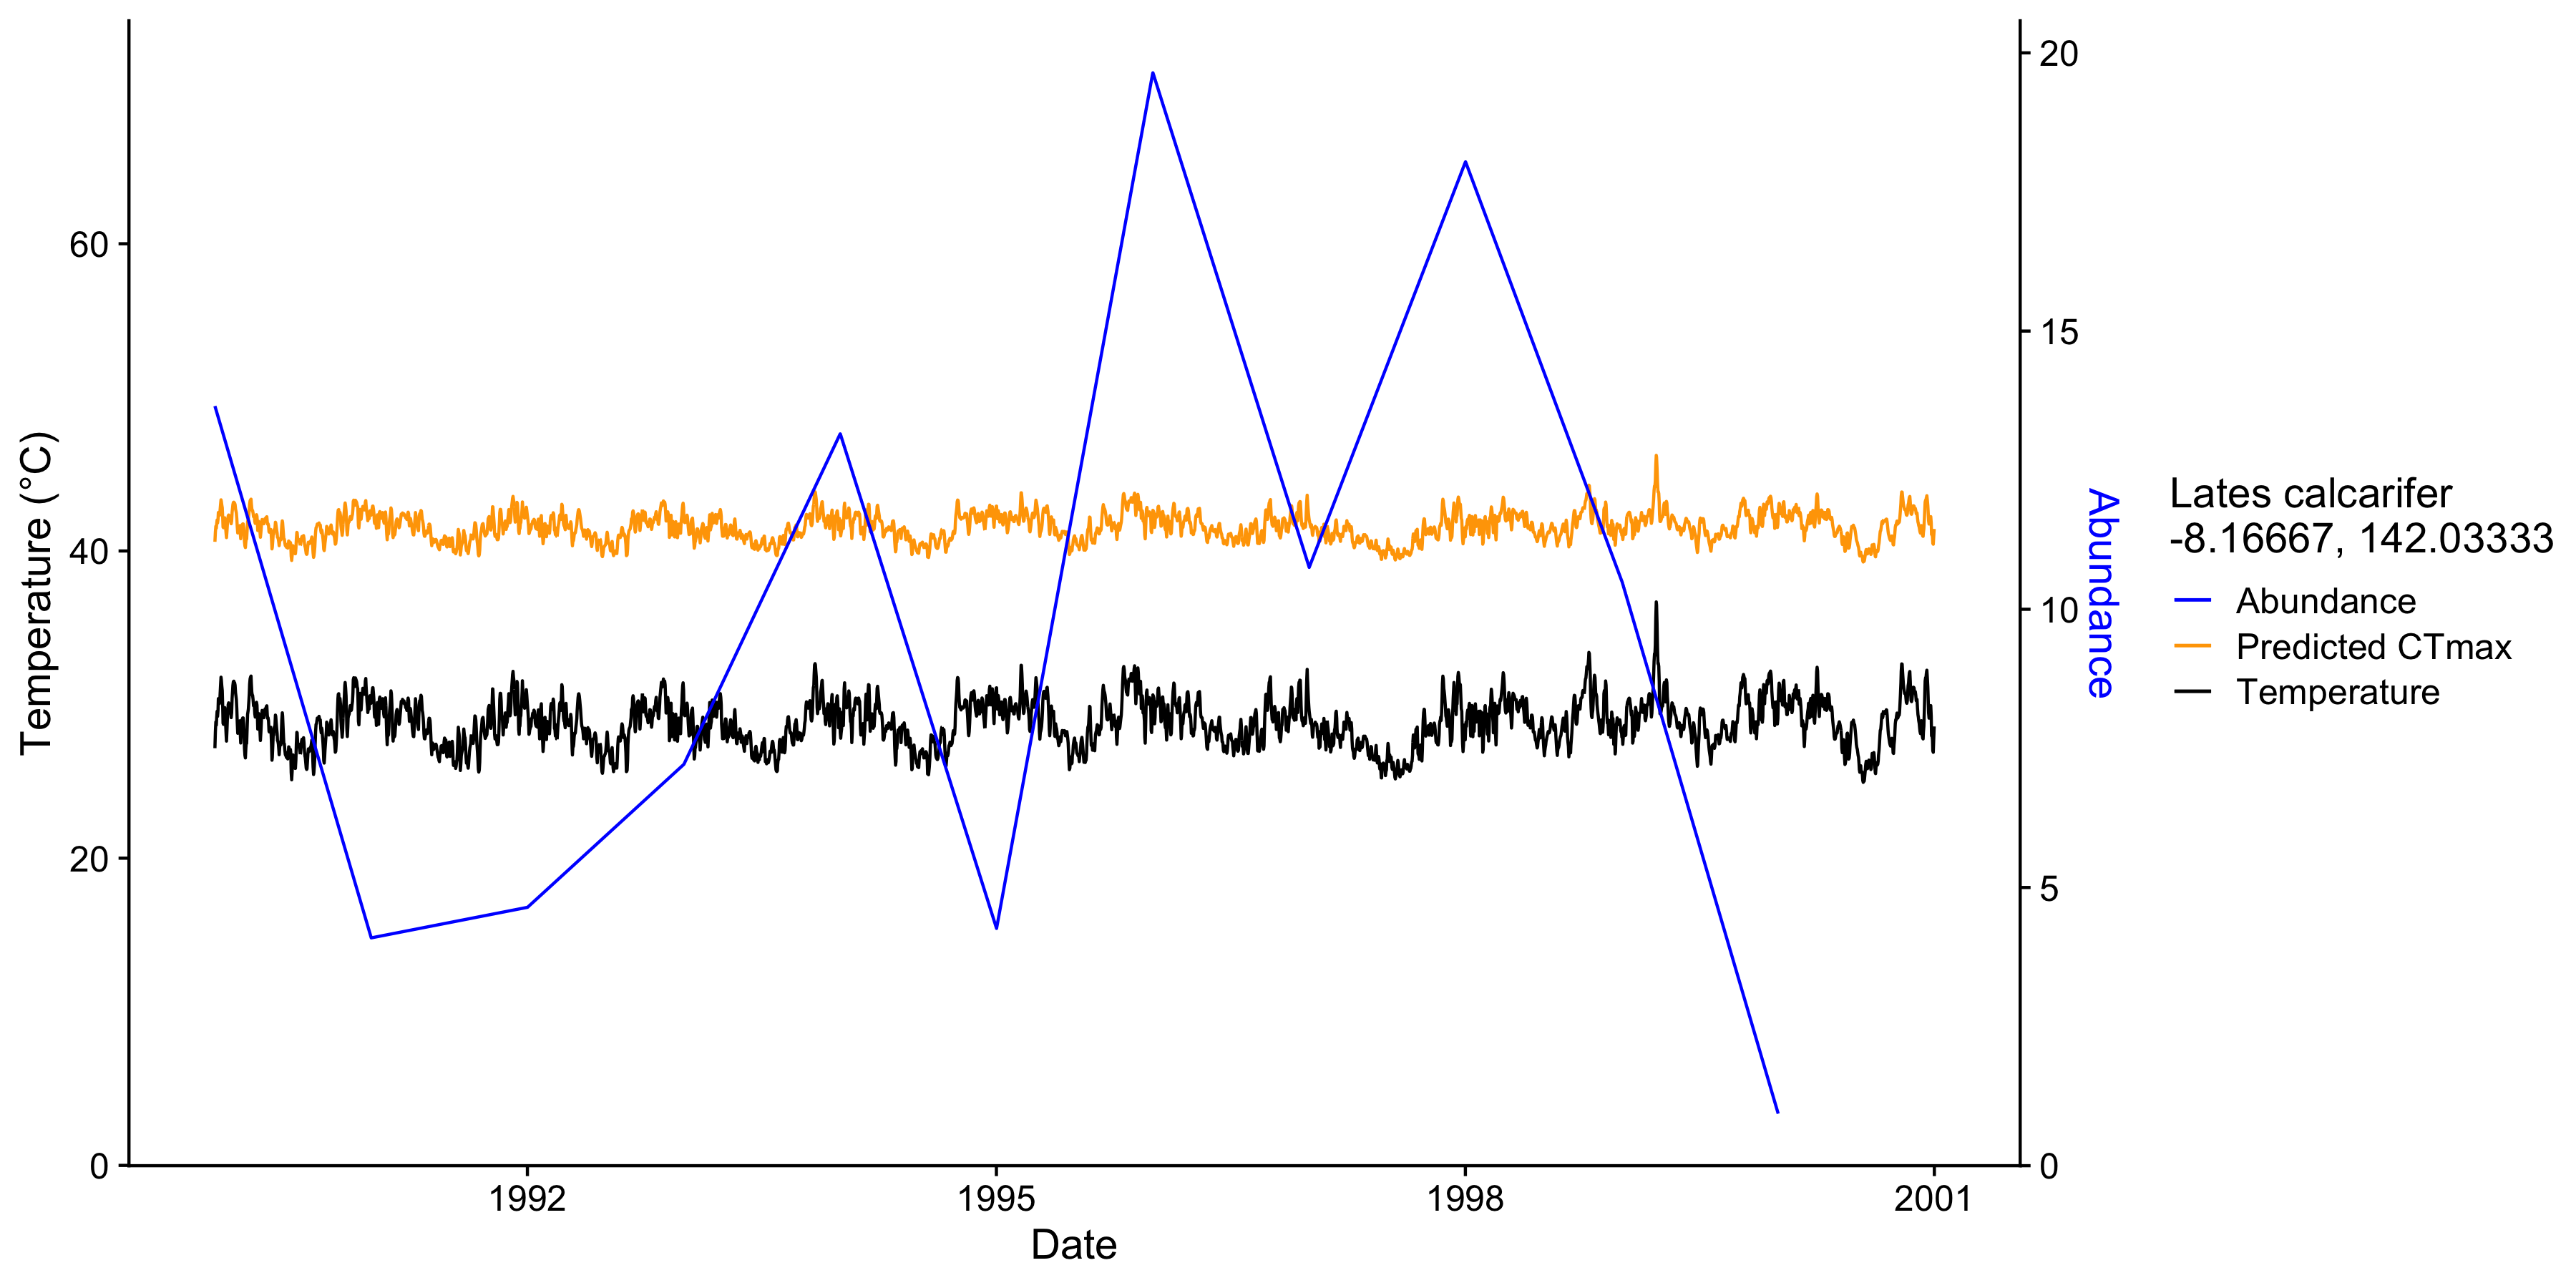 Temperature (°C)
60
40
20
0
1992
1995
1998
2001
Date
20
15
10
5
0
Abundance
Lates calcarifer
-8.16667, 142.03333
Abundance
Predicted CTmax
Temperature